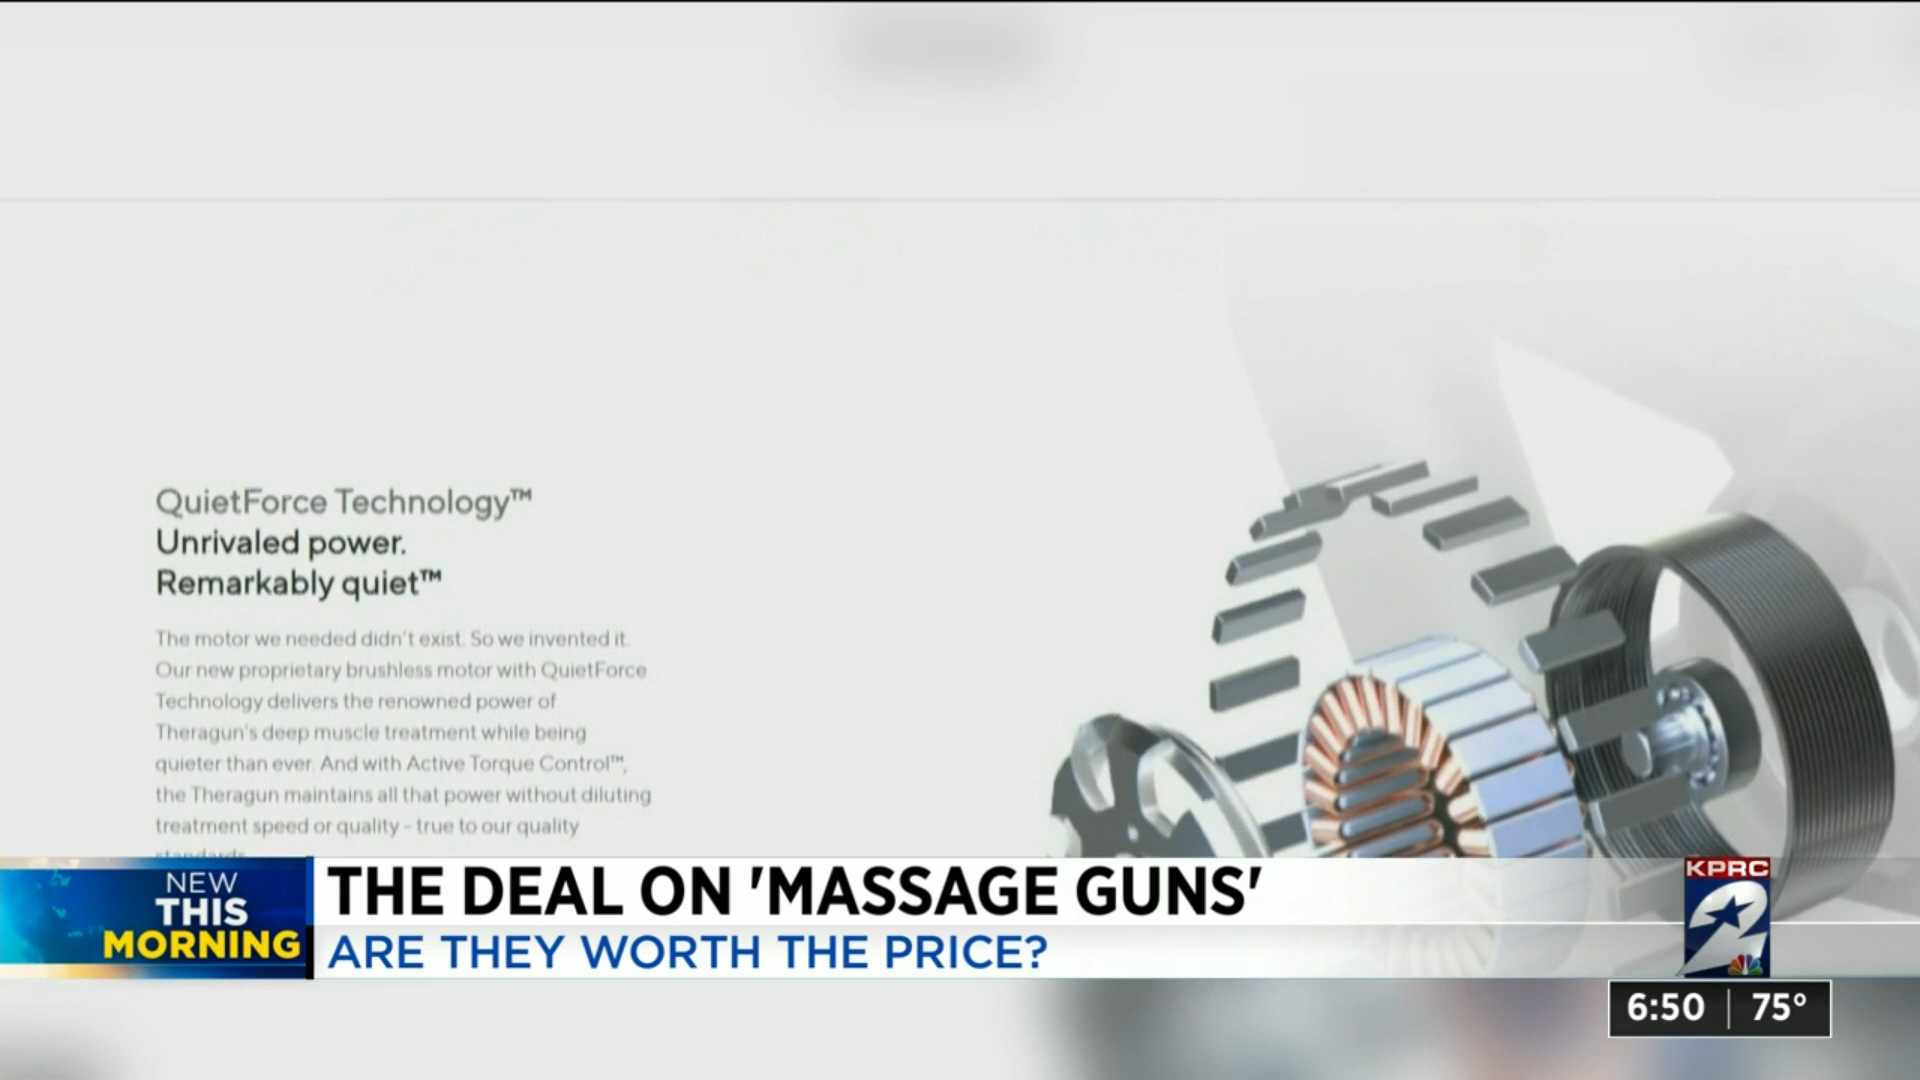 QuietForce Technology™
Unrivaled power.
Remarkably quiet™
The motor we needed didn't exist. So we invented it.
Our new proprietary brushless motor with QuietForce
Technology delivers the renowned power of
Theragun's deep muscle treatment while being
quieter than ever. And with Active Torque Control™,
the Theragun maintains all that power without diluting
treatment speed or quality - true to our quality
standards.
NEW
THIS
MORNING
THE DEAL ON 'MASSAGE GUNS'
ARE THEY WORTH THE PRICE?
KPRC
2
6:50 75°